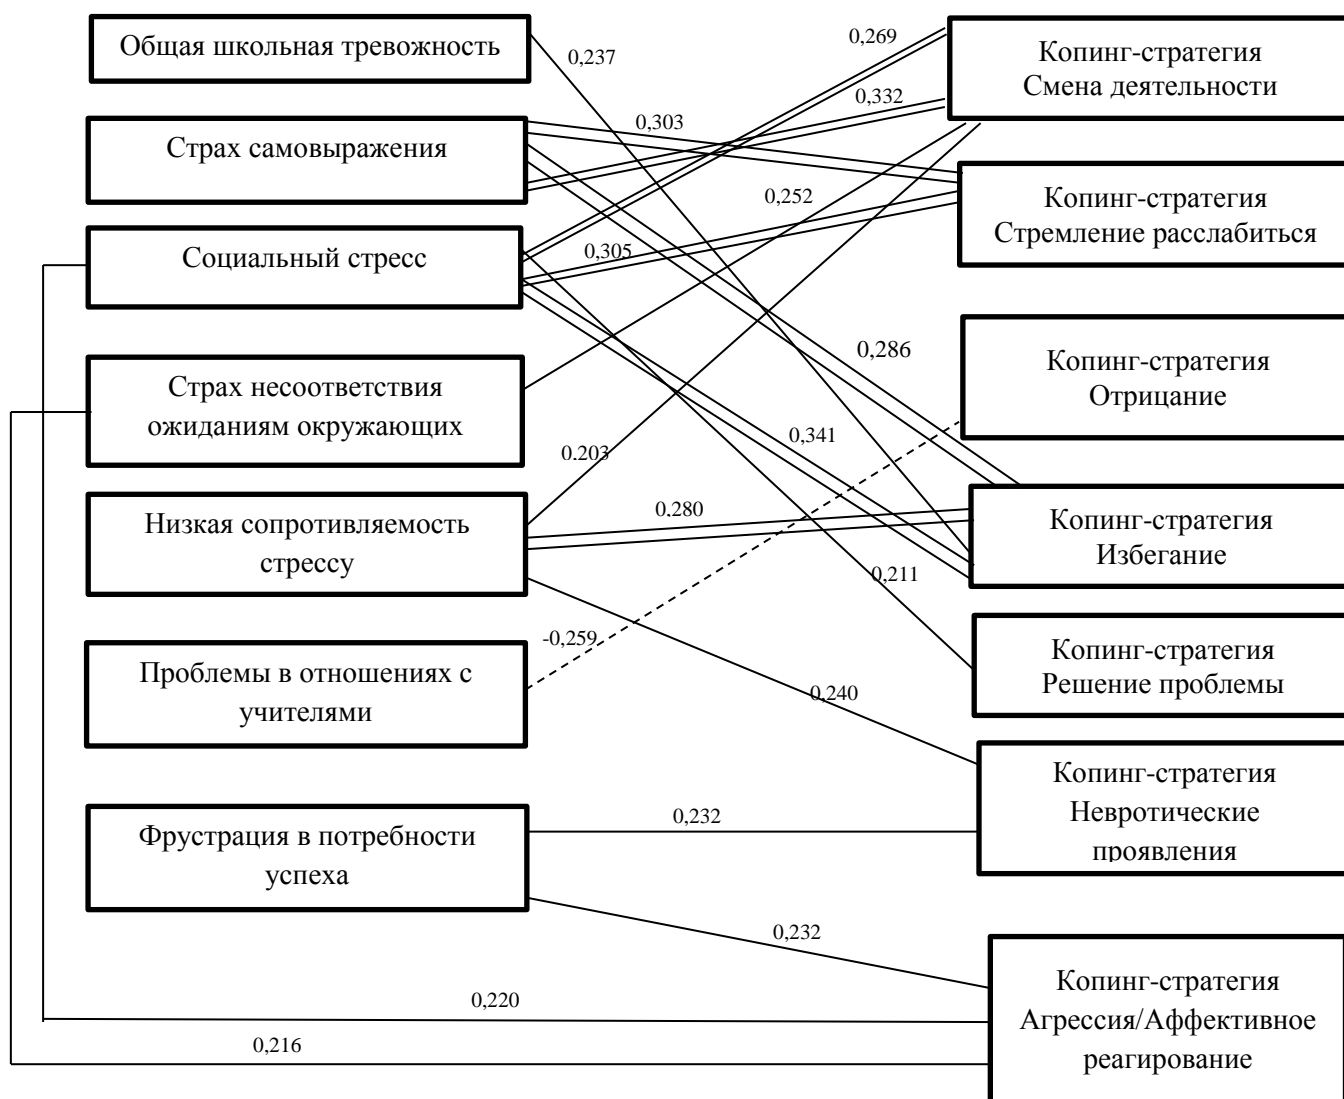 Общая школьная тревожность
0,237
0,269
Копинг-стратегия
Смена деятельности
0,332
0,303
Страх самовыражения
0,252
Копинг-стратегия
Стремление расслабиться
Социальный стресс
0,305
0,286
Копинг-стратегия
Отрицание
Страх несоответствия
ожиданиям окружающих
0,341
0.203
Низкая сопротивляемость
стрессу
0,280
Копинг-стратегия
Избегание
0,211
-0,259
Проблемы в отношениях с
учителями
Копинг-стратегия
Решение проблемы
0,240
Копинг-стратегия
Невротические
проявления
Фрустрация в потребности
успеха
0,232
0,232
Копинг-стратегия
Агрессия/Аффективное
реагирование
0,220
0,216